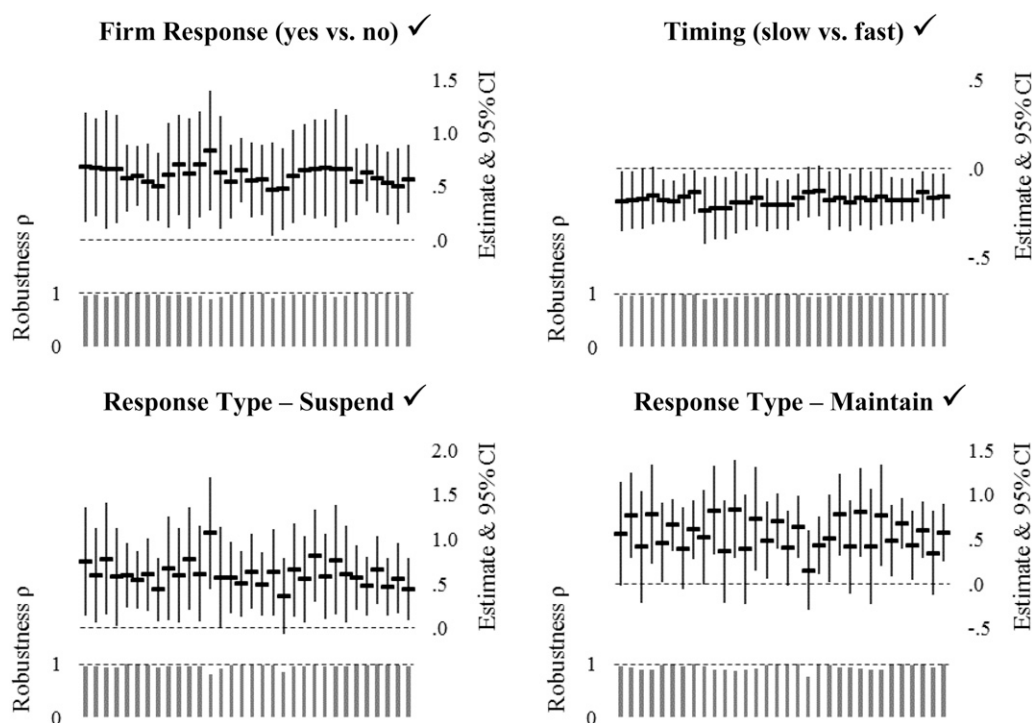 Firm Response (yes vs. no) ✓
1.5
1.0
.5
.0
Estimate & 95%CI
Robustness ρ
1
0
Timing (slow vs. fast) ✓
.5
.0
-.5
Estimate & 95%CI
Robustness ρ
1
0
Response Type – Suspend ✓
2.0
1.5
1.0
.5
.0
Estimate & 95%CI
Robustness ρ
1
0
Response Type – Maintain ✓
1.5
1.0
.5
.0
-.5
Estimate & 95%CI
Robustness ρ
1
0